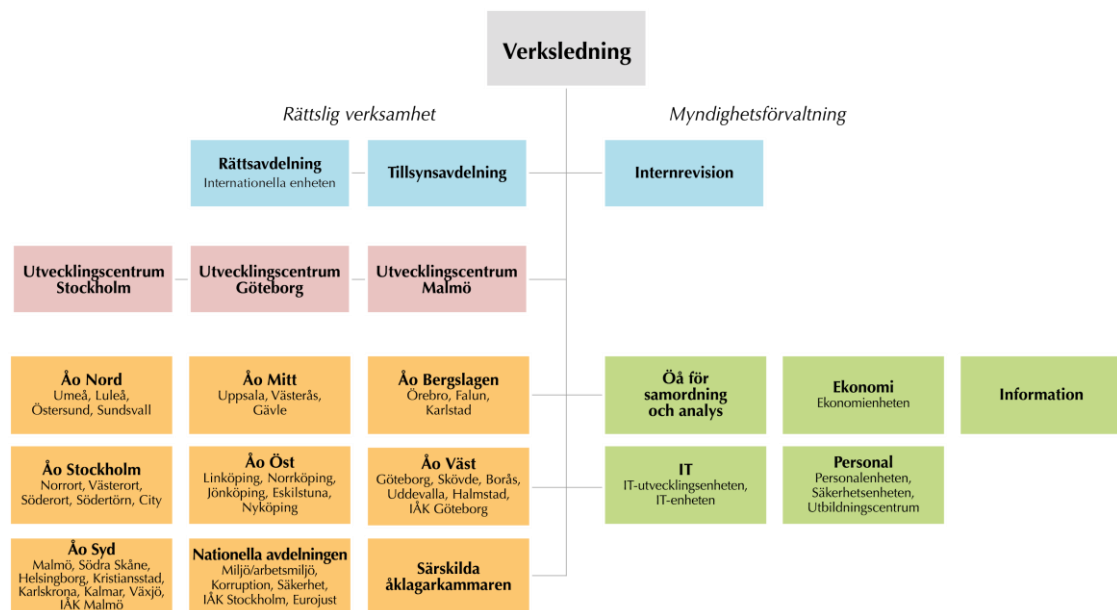 Verksledning
Rättslig verksamhet
Myndighetsförvaltning
Rättsavdelning
Internationella enheten
Tillsynsavdelning
Internrevision
Utvecklingscentrum
Stockholm
Utvecklingscentrum
Göteborg
Utvecklingscentrum
Malmö
Åo Nord
Umeå, Luleå,
Östersund, Sundsvall
Åo Mitt
Uppsala, Västerås,
Gävle
Åo Bergslagen
Örebro, Falun,
Karlstad
Öå för
samordning
och analys
Ekonomi
Ekonomienheten
Information
Åo Stockholm
Norrort, Västerort,
Söderort, Södertörn, City
Åo Öst
Linköping, Norrköping,
Jönköping, Eskilstuna,
Nyköping
Åo Väst
Göteborg, Skövde, Borås,
Uddevalla, Halmstad,
IÅK Göteborg
IT
IT-utvecklingsenheten,
IT-enheten
Personal
Personalenheten,
Säkerhetsenheten,
Utbildningscentrum
Åo Syd
Malmö, Södra Skåne,
Helsingborg, Kristiansstad,
Karlskrona, Kalmar, Växjö,
IÅK Malmö
Nationella avdelningen
Miljö/arbetsmiljö,
Korruption, Säkerhet,
IÅK Stockholm, Eurojust
Särskilda
åklagarkammaren